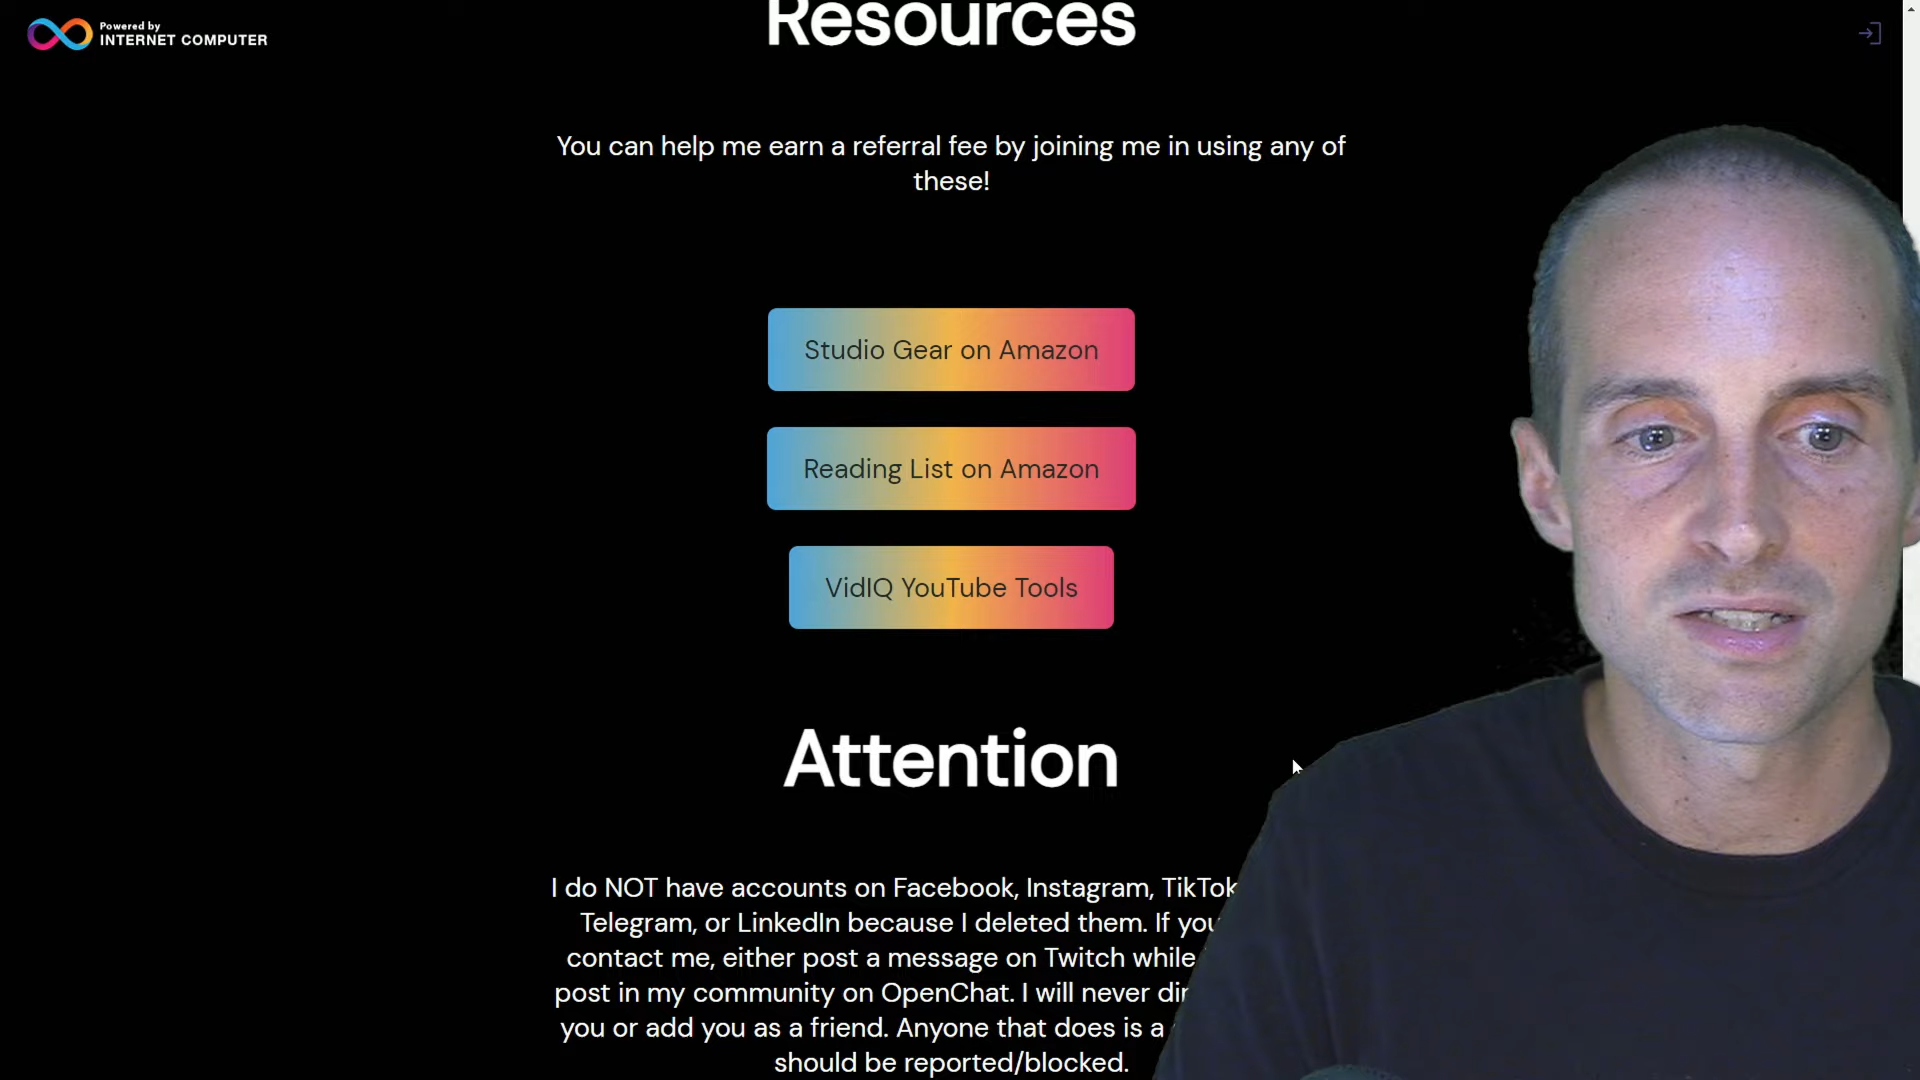 Powered by
INTERNET COMPUTER
Resources
You can help me earn a referral fee by joining me in using any of
these!
Studio Gear on Amazon
Reading List on Amazon
VidIQ YouTube Tools
Attention
I do NOT have accounts on Facebook, Instagram, TikTok
Telegram, or LinkedIn because I deleted them. If you
contact me, either post a message on Twitch while
post in my community on OpenChat. I will never
you or add you as a friend. Anyone that does is a
should be reported/blocked.